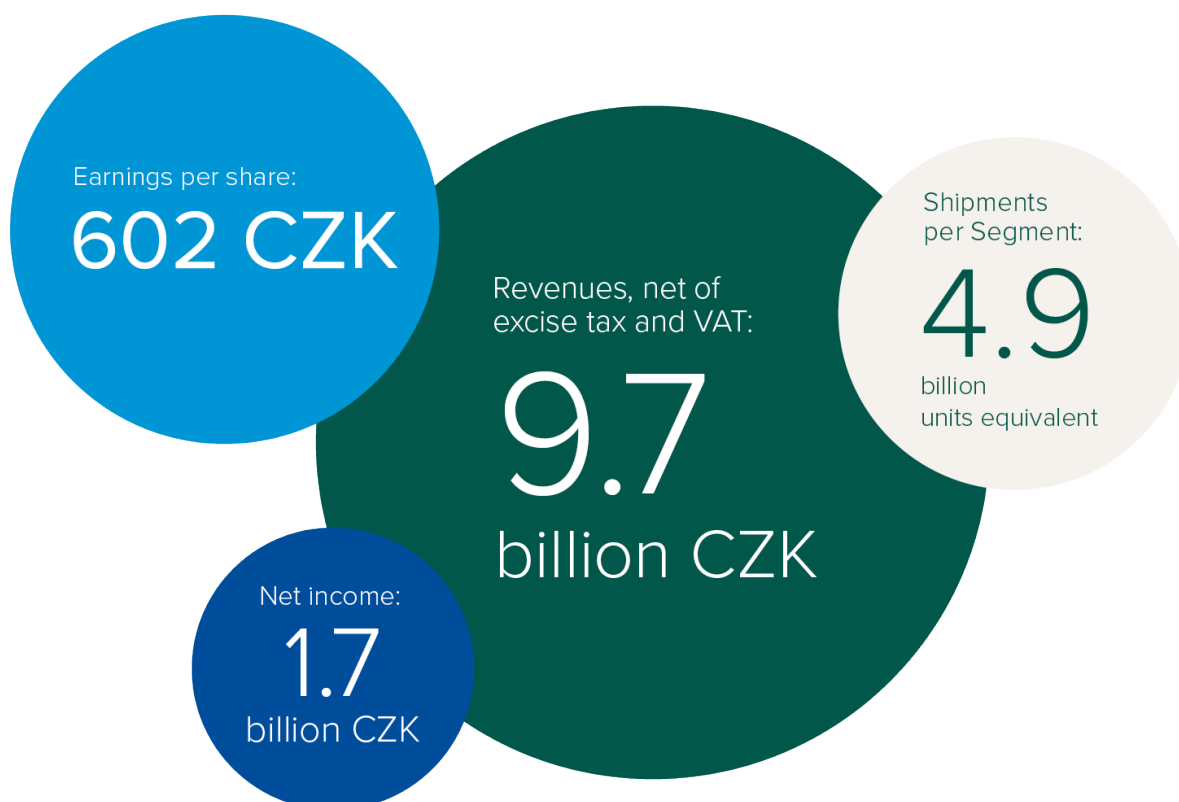 Earnings per share:
602 CZK
Revenues, net of
excise tax and VAT:
9.7
billion CZK
Shipments
per Segment:
4.9
billion
units equivalent
Net income:
1.7
billion CZK